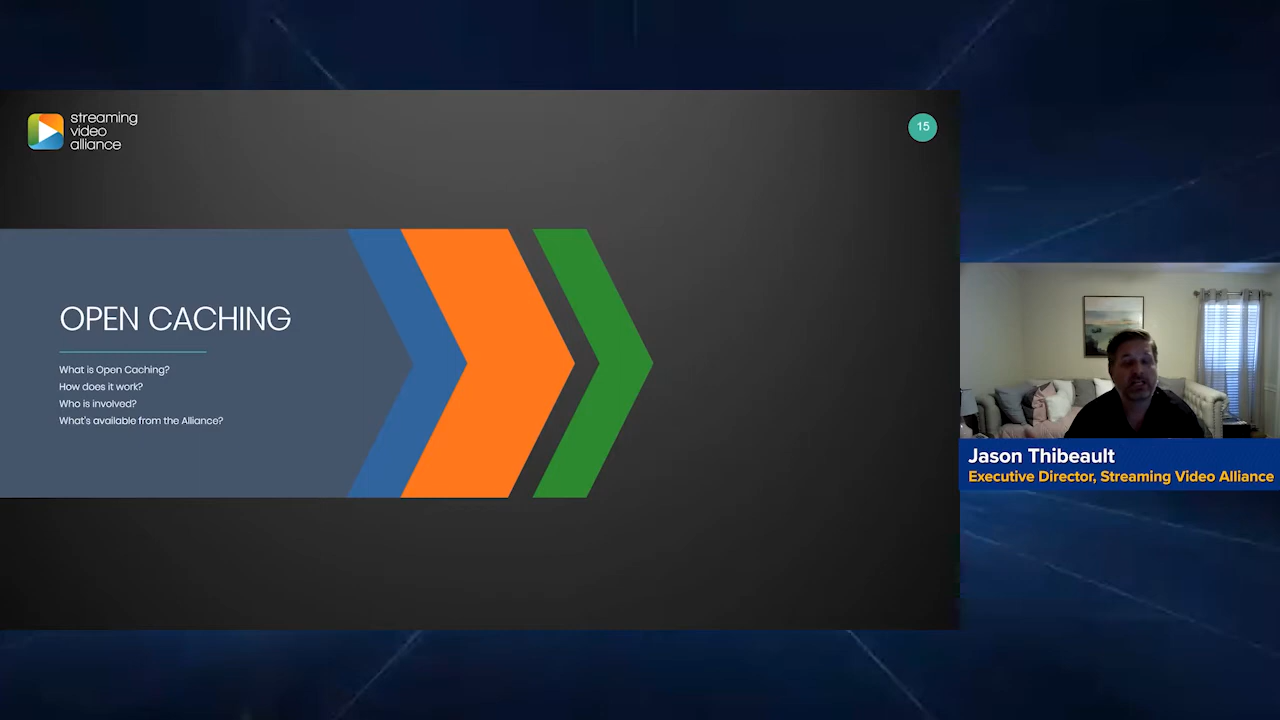 streaming
video
alliance
15
OPEN CACHING
What is Open Caching?
How does it work?
Who is involved?
What's available from the Alliance?
Jason Thibeault
Executive Director, Streaming Video Alliance